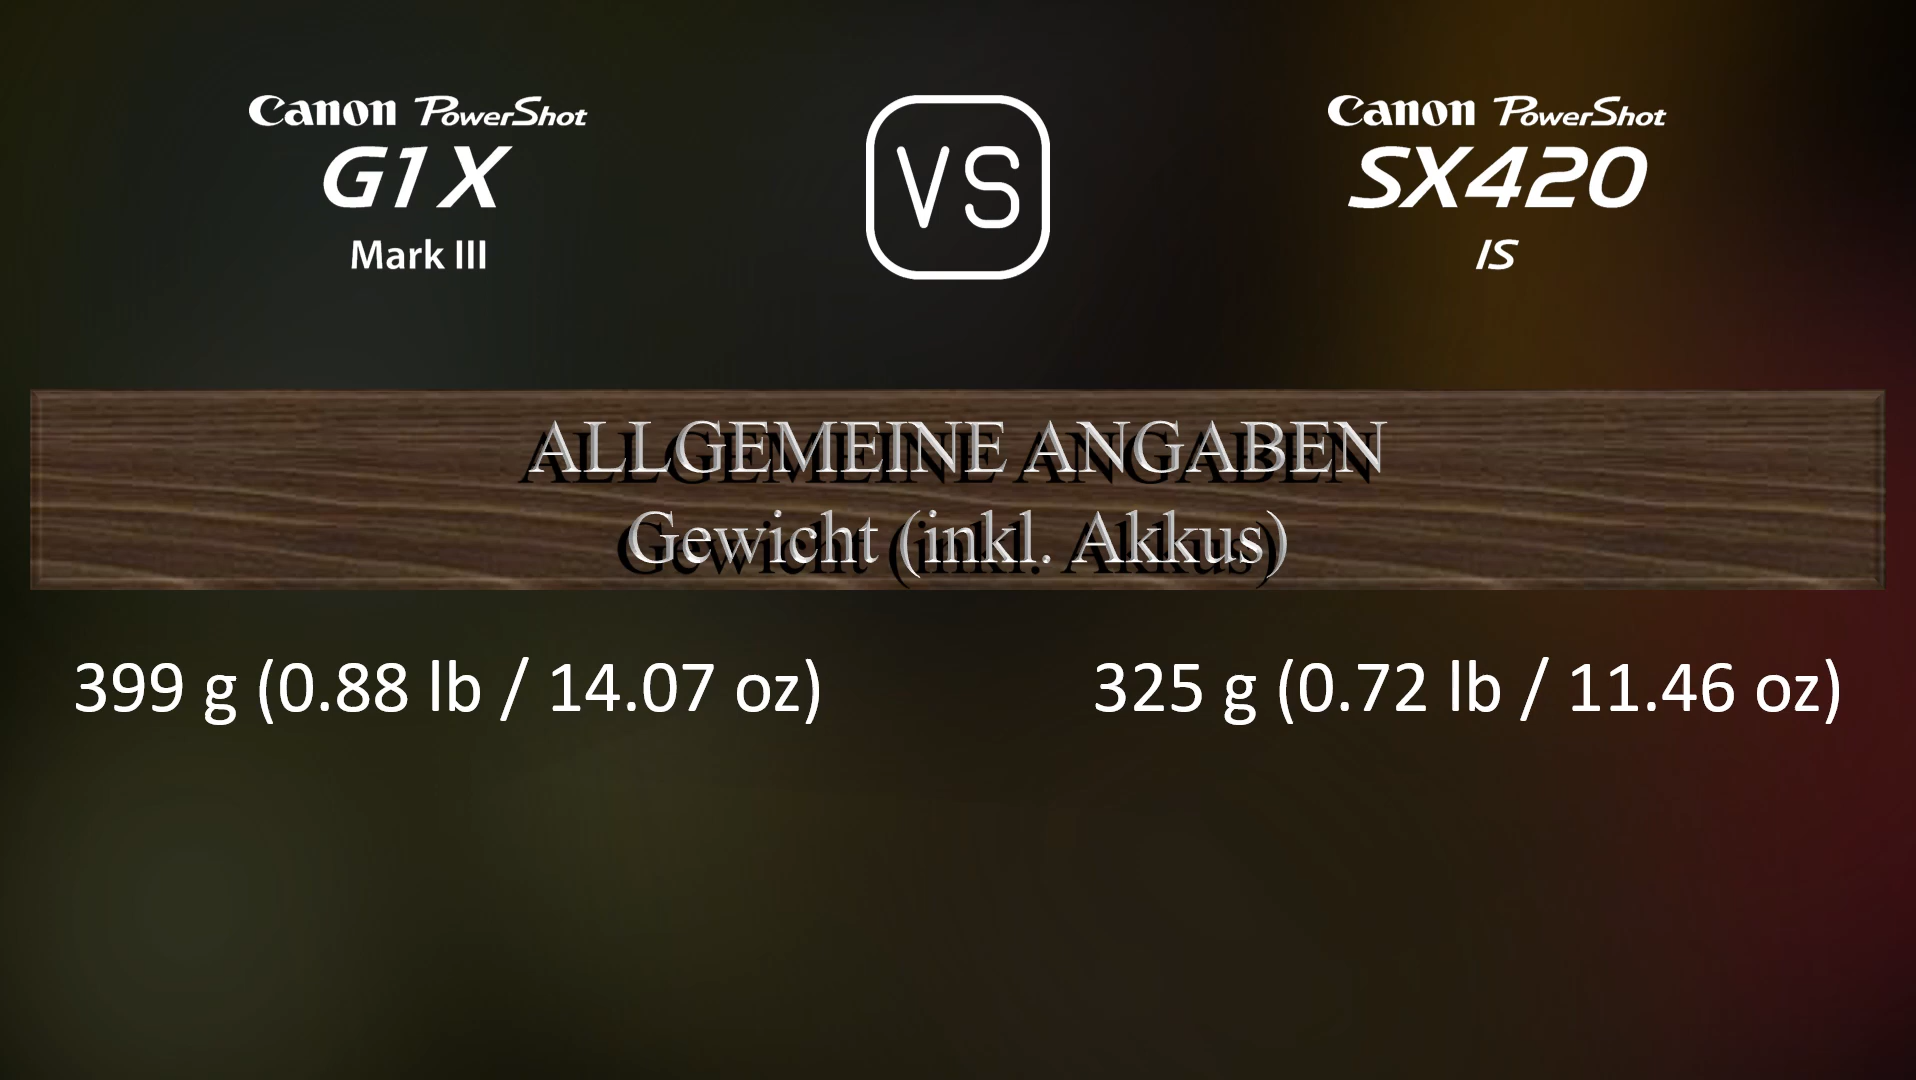 Canon PowerShot
G1 X
Mark III
VS
Canon PowerShot
SX420
IS
ALLGEMEINE ANGABEN
Gewicht (inkl. Akkus)
399 g (0.88 lb / 14.07 oz)
325 g (0.72 lb / 11.46 oz)